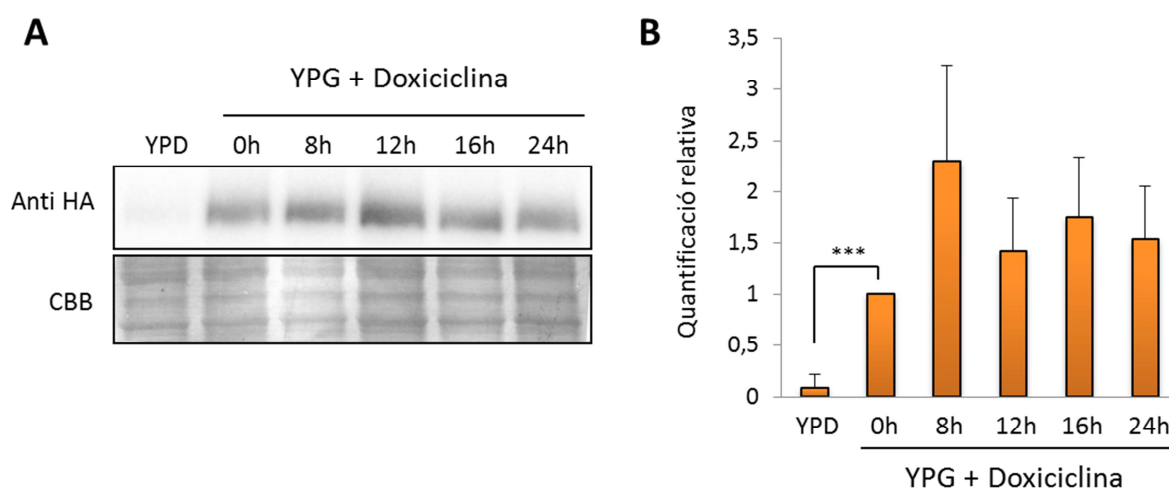 A
YPG + Doxiciclina
YPD 0h 8h 12h 16h 24h
Anti HA
CBB
B
Quantificació relativa
3,5
3
2,5
2
1,5
1
0,5
0
***
YPD 0h 8h 12h 16h 24h
YPG + Doxiciclina